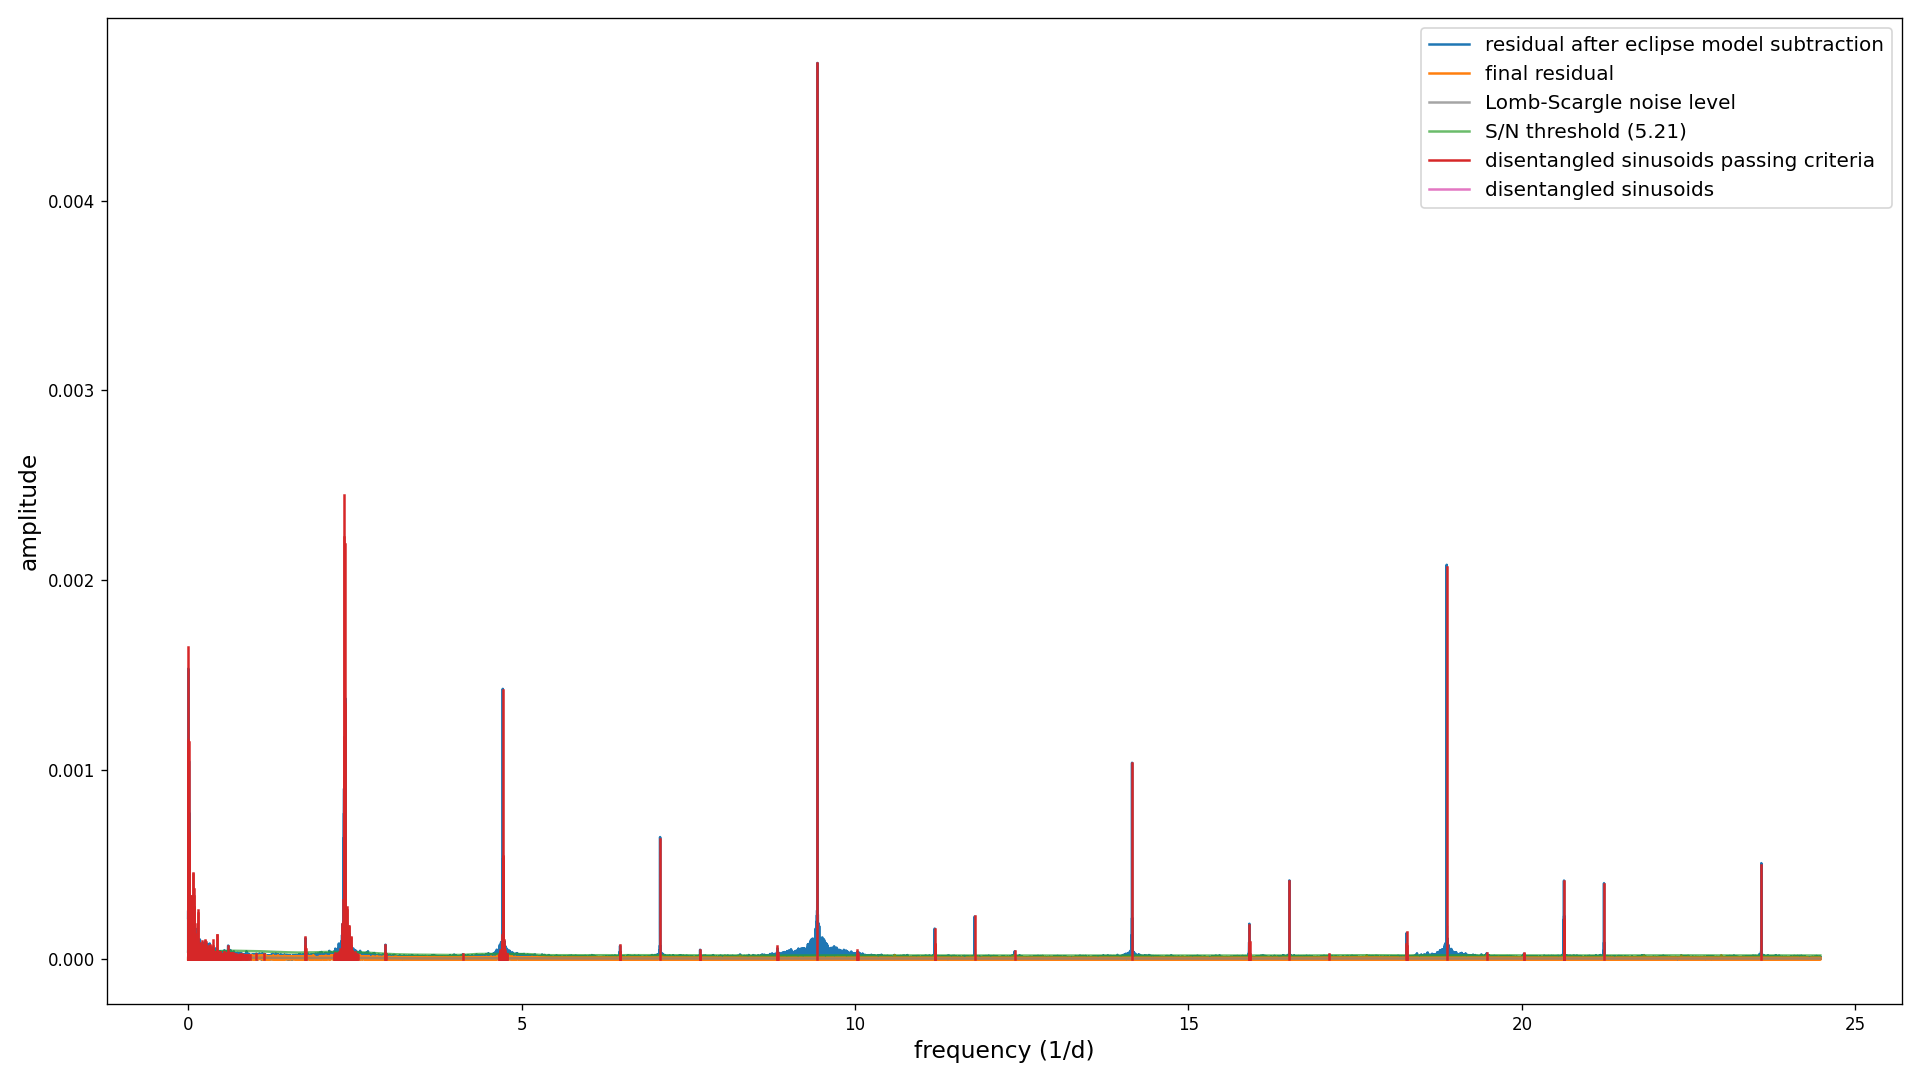 residual after eclipse model subtraction
final residual
Lomb-Scargle noise level
S/N threshold (5.21)
disentangled sinusoids passing criteria
disentangled sinusoids
0.004
0.003
0.002
0.001
0.000
amplitude
0 5 10 15 20 25
frequency (1/d)